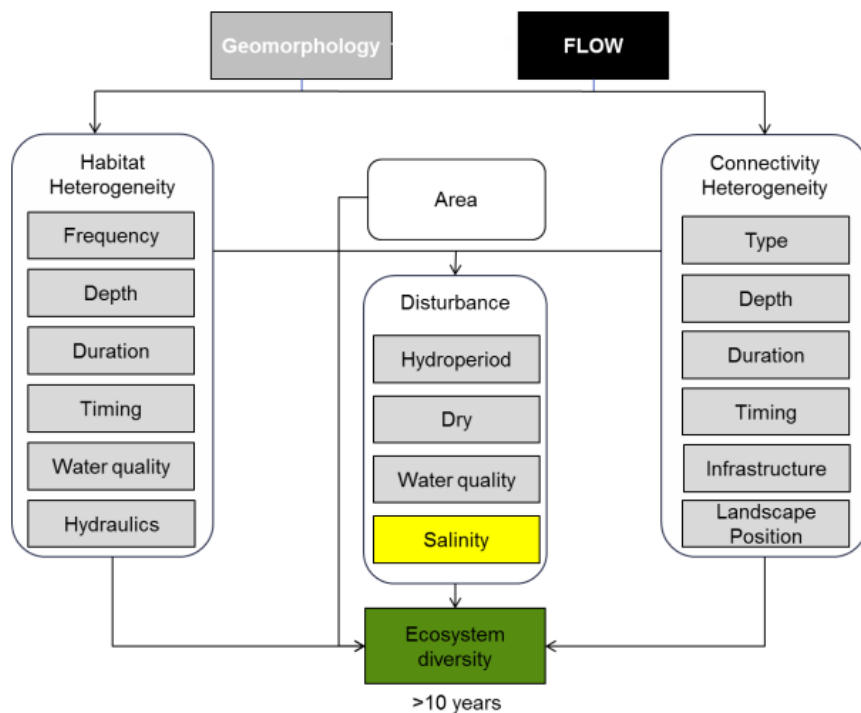 Geomorphology
FLOW
Habitat
Heterogeneity
Frequency
Depth
Duration
Timing
Water quality
Hydraulics
Area
Disturbance
Hydroperiod
Dry
Water quality
Salinity
Connectivity
Heterogeneity
Type
Depth
Duration
Timing
Infrastructure
Landscape
Position
Ecosystem
diversity
>10 years